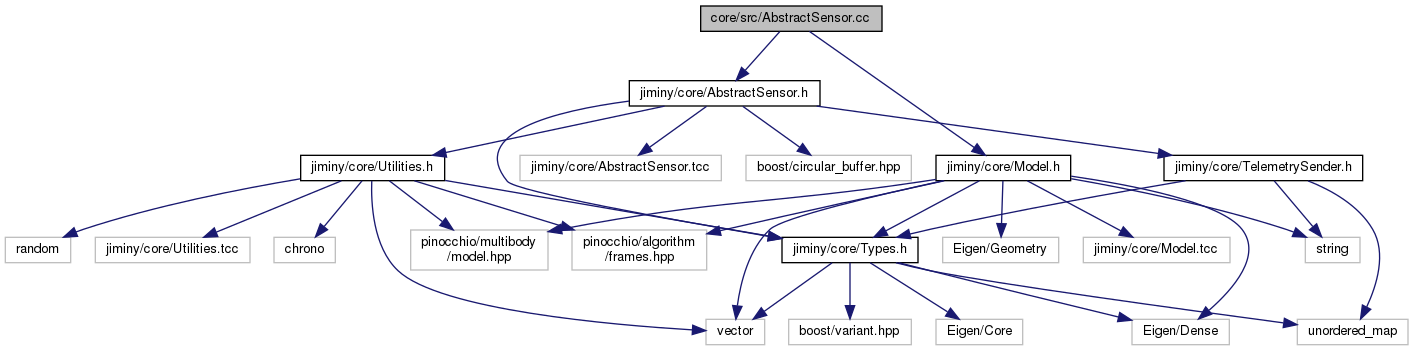 core/src/AbstractSensor.cc
jiminy/core/AbstractSensor.h
jiminy/core/Utilities.h
jiminy/core/AbstractSensor.tcc
boost/circular_buffer.hpp
jiminy/core/Model.h
jiminy/core/TelemetrySender.h
random
jiminy/core/Utilities.tcc
chrono
pinocchio/multibody
/model.hpp
pinocchio/algorithm
/frames.hpp
jiminy/core/Types.h
Eigen/Geometry
jiminy/core/Model.tcc
string
vector
boost/variant.hpp
Eigen/Core
Eigen/Dense
unordered_map